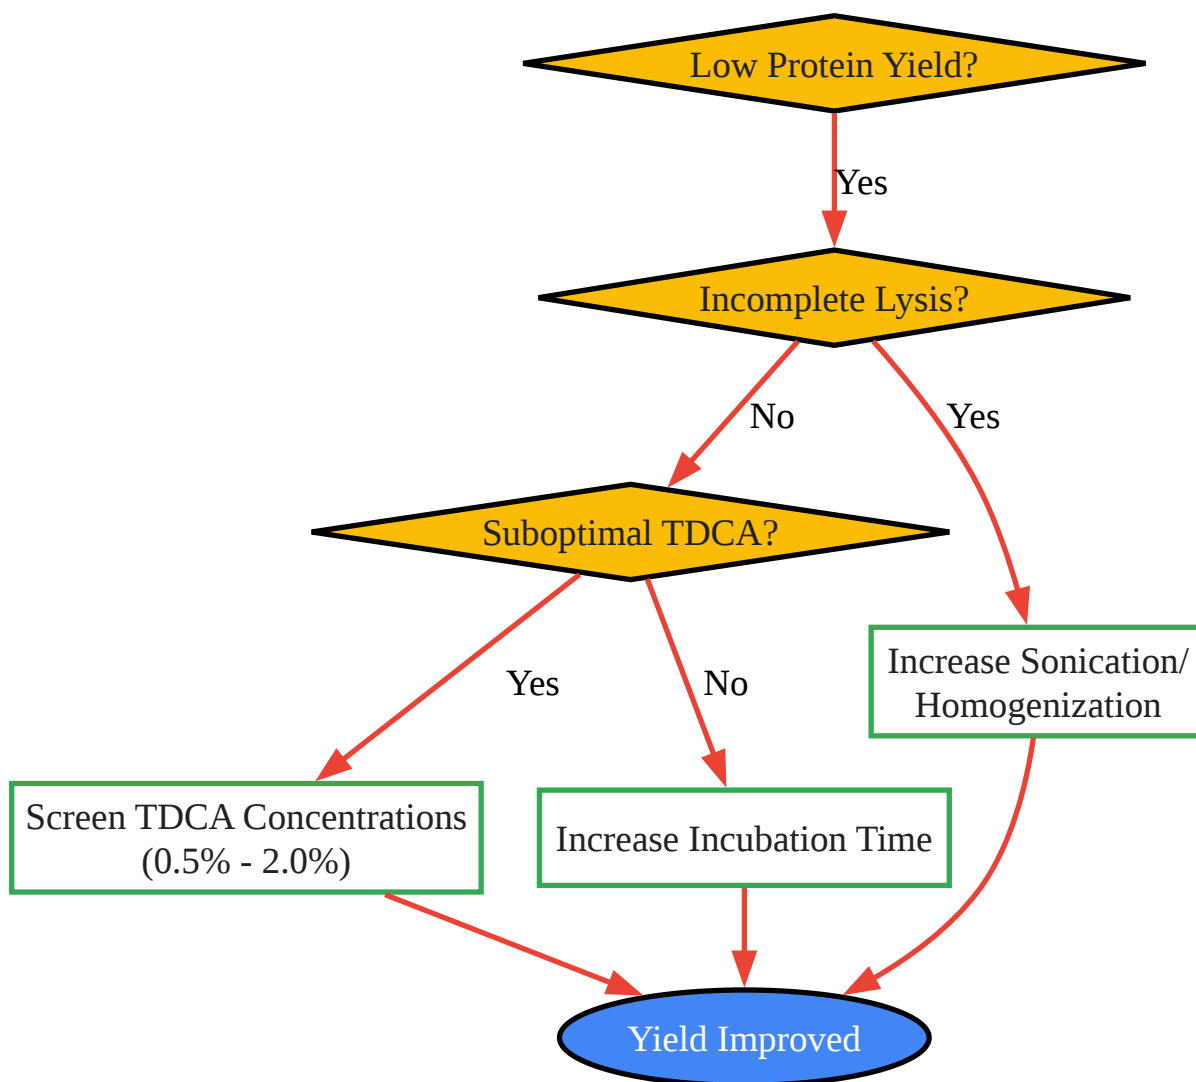 Low Protein Yield?
Yes
Incomplete Lysis?
No
Yes
Suboptimal TDCA?
Yes
No
Increase Sonication/
Homogenization
Screen TDCA Concentrations
(0.5% - 2.0%)
Increase Incubation Time
Yield Improved